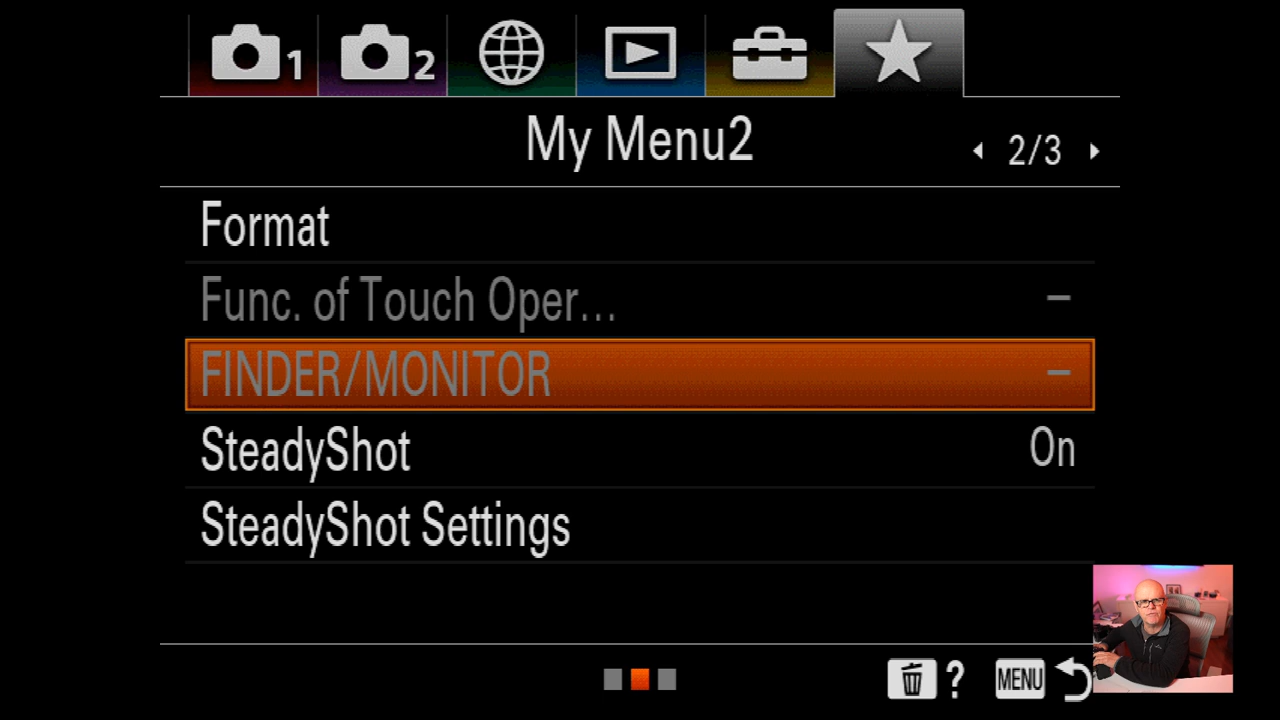 1 2
My Menu2 2/3
Format
Func. of Touch Oper... –
FINDER/MONITOR –
SteadyShot On
SteadyShot Settings
? MENU